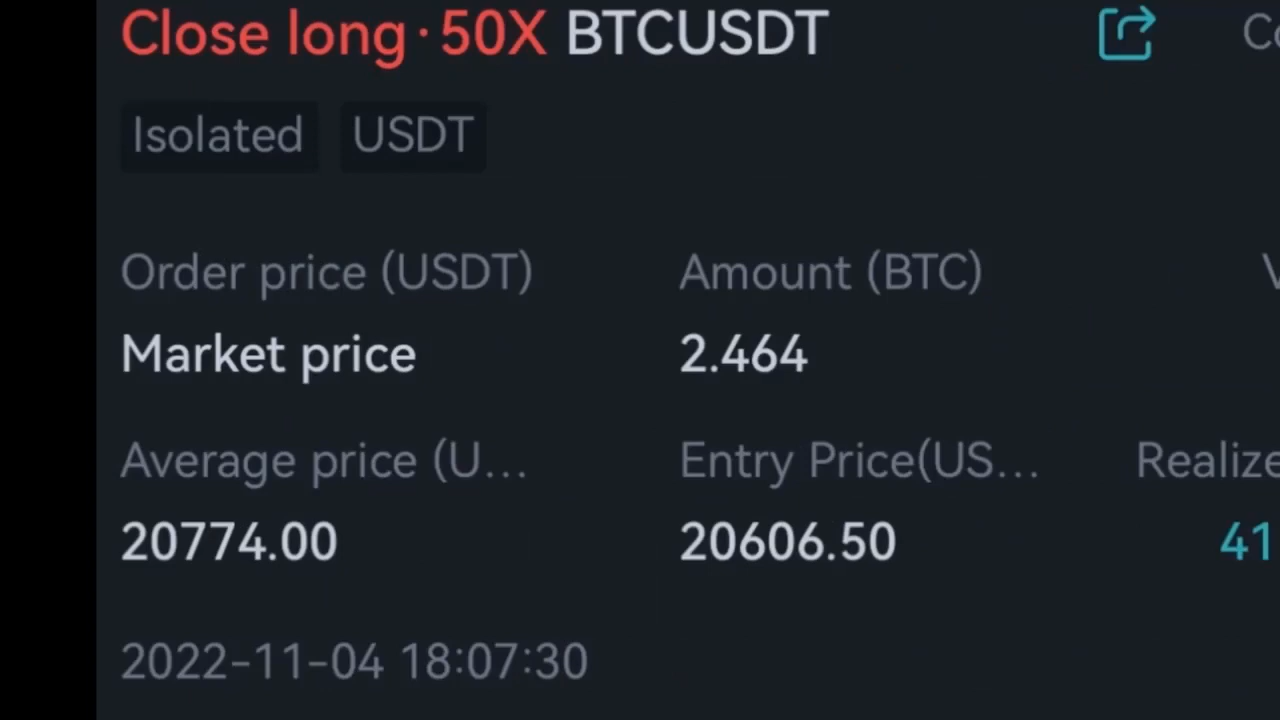 Close long · 50X BTCUSDT
Isolated USDT
Order price (USDT) Amount (BTC)
Market price 2.464
Average price (U... Entry Price(US...
20774.00 20606.50 41
2022-11-04 18:07:30